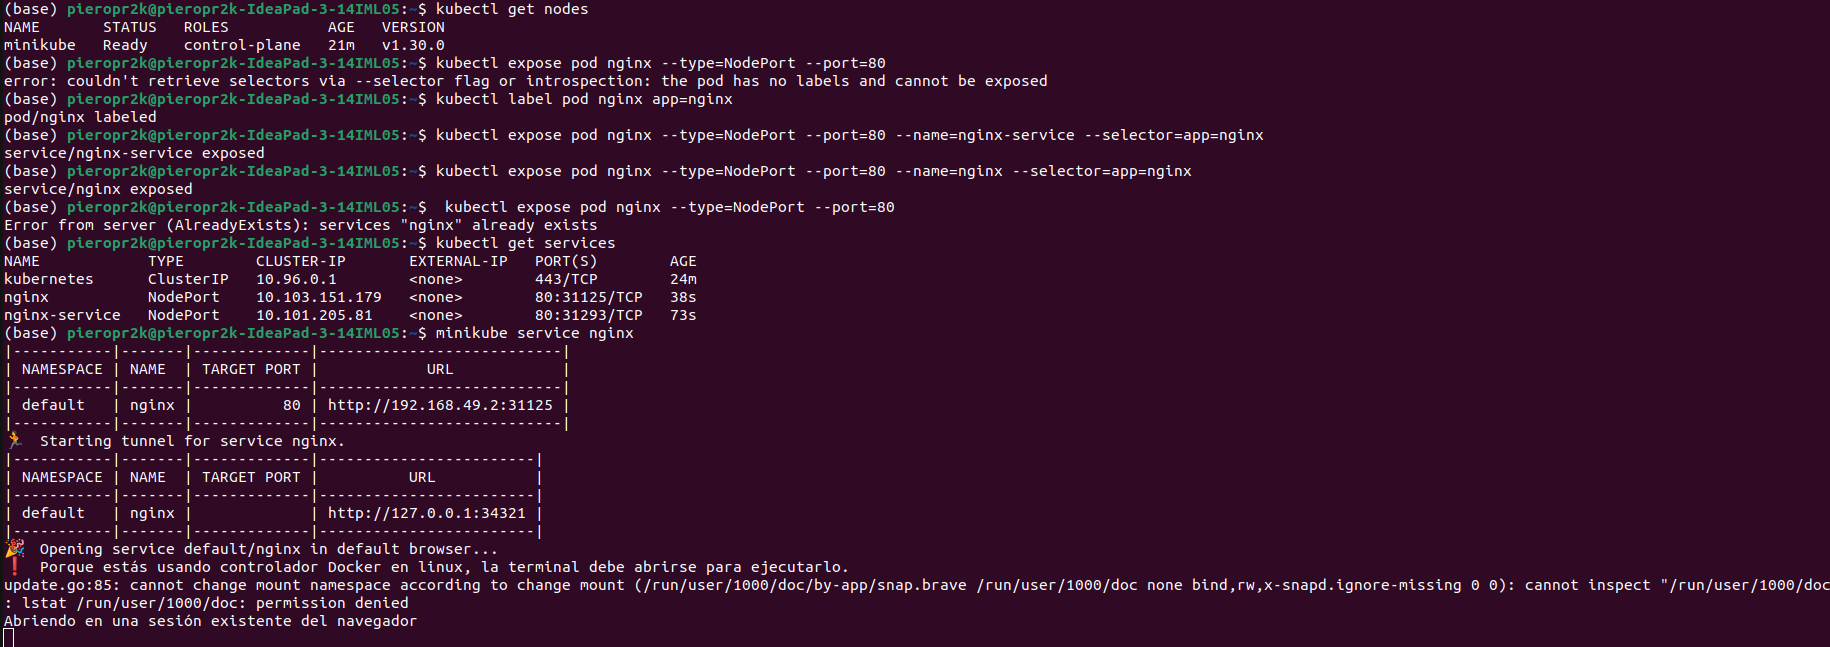 (base) pieropr2k@pieropr2k-IdeaPad-3-14IML05:~$ kubectl get nodes
NAME       STATUS   ROLES           AGE   VERSION
minikube   Ready    control-plane   21m   v1.30.0
(base) pieropr2k@pieropr2k-IdeaPad-3-14IML05:~$ kubectl expose pod nginx --type=NodePort --port=80
error: couldn't retrieve selectors via --selector flag or introspection: the pod has no labels and cannot be exposed
(base) pieropr2k@pieropr2k-IdeaPad-3-14IML05:~$ kubectl label pod nginx app=nginx
pod/nginx labeled
(base) pieropr2k@pieropr2k-IdeaPad-3-14IML05:~$ kubectl expose pod nginx --type=NodePort --port=80 --name=nginx-service --selector=app=nginx
service/nginx-service exposed
(base) pieropr2k@pieropr2k-IdeaPad-3-14IML05:~$ kubectl expose pod nginx --type=NodePort --port=80 --name=nginx --selector=app=nginx
service/nginx exposed
(base) pieropr2k@pieropr2k-IdeaPad-3-14IML05:~$  kubectl expose pod nginx --type=NodePort --port=80
Error from server (AlreadyExists): services "nginx" already exists
(base) pieropr2k@pieropr2k-IdeaPad-3-14IML05:~$ kubectl get services
NAME            TYPE        CLUSTER-IP       EXTERNAL-IP   PORT(S)        AGE
kubernetes      ClusterIP   10.96.0.1        <none>        443/TCP        24m
nginx           NodePort    10.103.151.179   <none>        80:31125/TCP   38s
nginx-service   NodePort    10.101.205.81    <none>        80:31293/TCP   73s
(base) pieropr2k@pieropr2k-IdeaPad-3-14IML05:~$ minikube service nginx
|-----------|-------|-------------|---------------------------|
| NAMESPACE | NAME  | TARGET PORT |            URL            |
|-----------|-------|-------------|---------------------------|
| default   | nginx |          80 | http://192.168.49.2:31125 |
|-----------|-------|-------------|---------------------------|
🏃  Starting tunnel for service nginx.
|-----------|-------|-------------|------------------------|
| NAMESPACE | NAME  | TARGET PORT |          URL           |
|-----------|-------|-------------|------------------------|
| default   | nginx |             | http://127.0.0.1:34321 |
|-----------|-------|-------------|------------------------|
🎉  Opening service default/nginx in default browser...
❗  Porque estás usando controlador Docker en linux, la terminal debe abrirse para ejecutarlo.
update.go:85: cannot change mount namespace according to change mount (/run/user/1000/doc/by-app/snap.brave /run/user/1000/doc none bind,rw,x-snapd.ignore-missing 0 0): cannot inspect "/run/user/1000/doc
: lstat /run/user/1000/doc: permission denied
Abriendo en una sesión existente del navegador